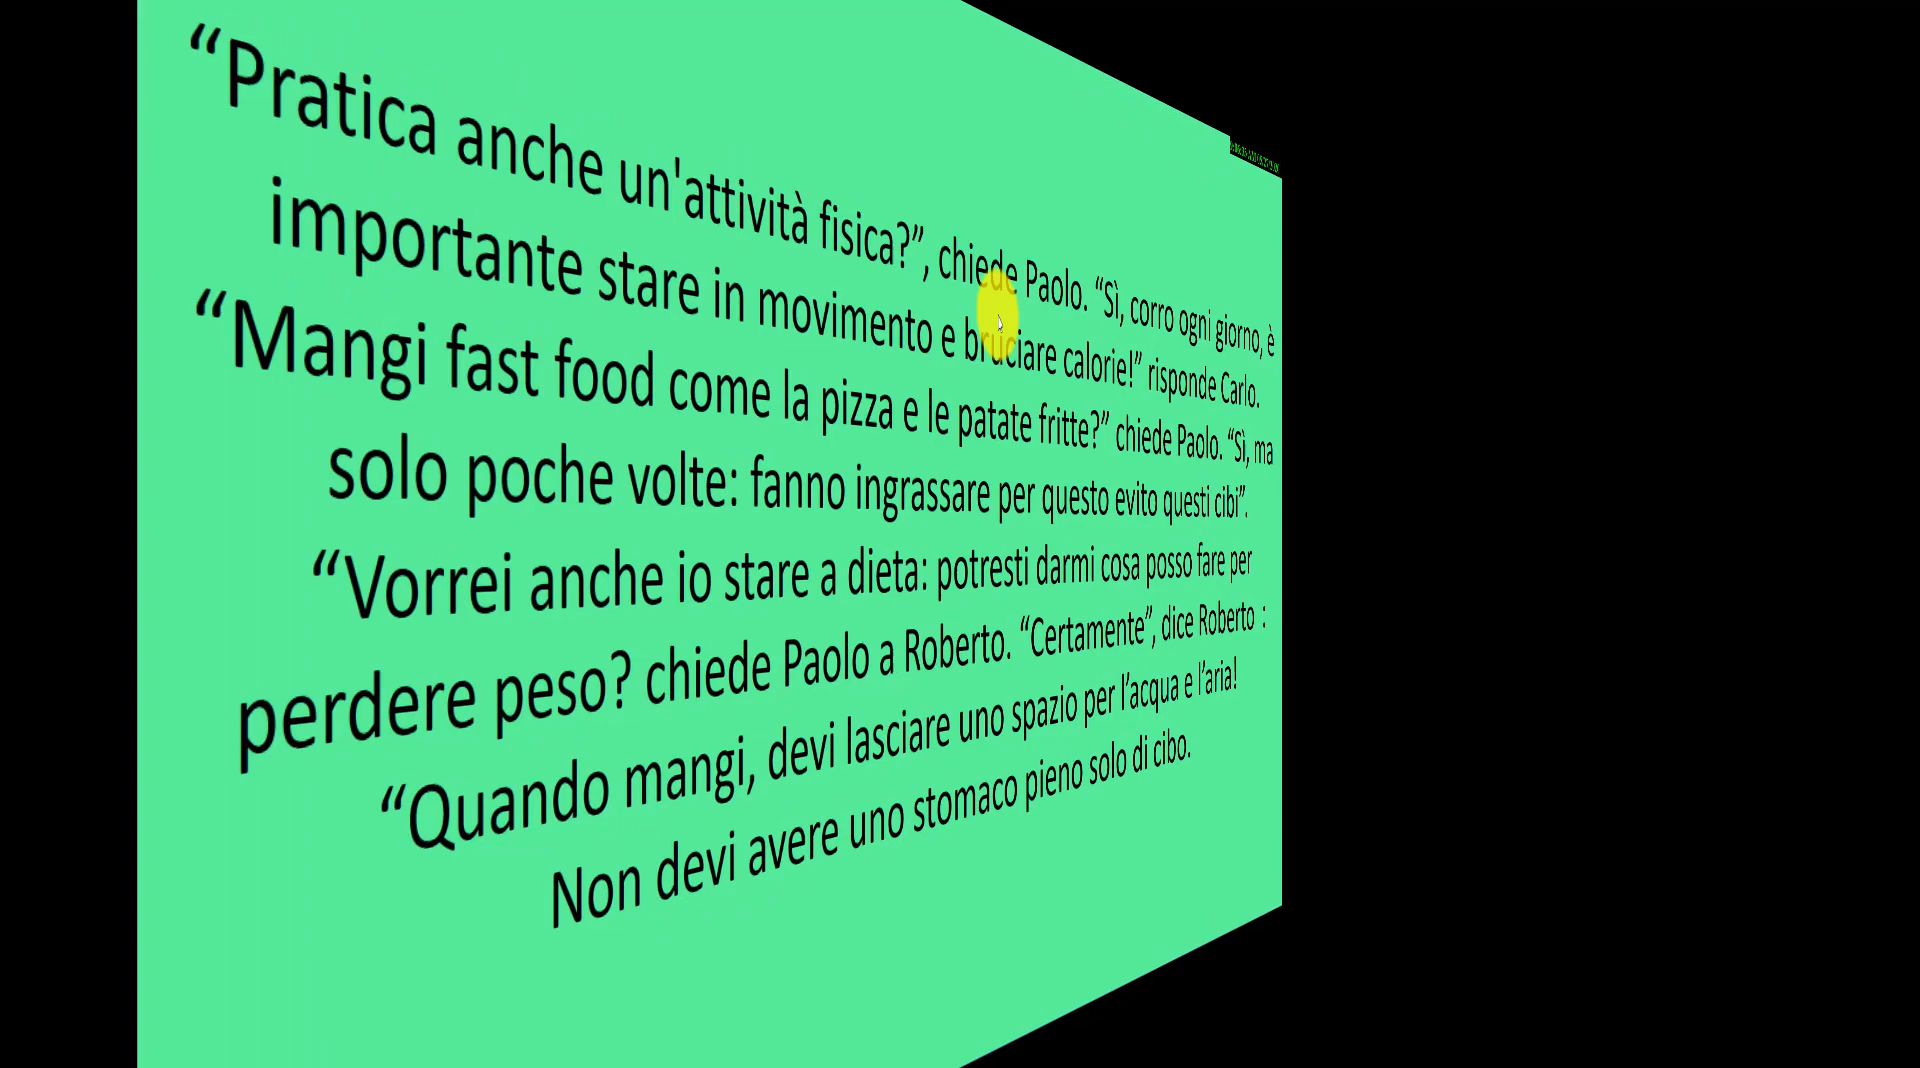 “Pratica anche un'attività fisica?”, chiede Paolo. “Sì, corro ogni giorno, è
importante stare in movimento e bruciare calorie!” risponde Carlo.
“Mangi fast food come la pizza e le patate fritte?” chiede Paolo. “Sì, ma
solo poche volte: fanno ingrassare per questo evito questi cibi”.
“Vorrei anche io stare a dieta: potresti darmi cosa posso fare per
perdere peso? chiede Paolo a Roberto. “Certamente”, dice Roberto :
“Quando mangi, devi lasciare uno spazio per l’acqua e l’aria!
Non devi avere uno stomaco pieno solo di cibo.